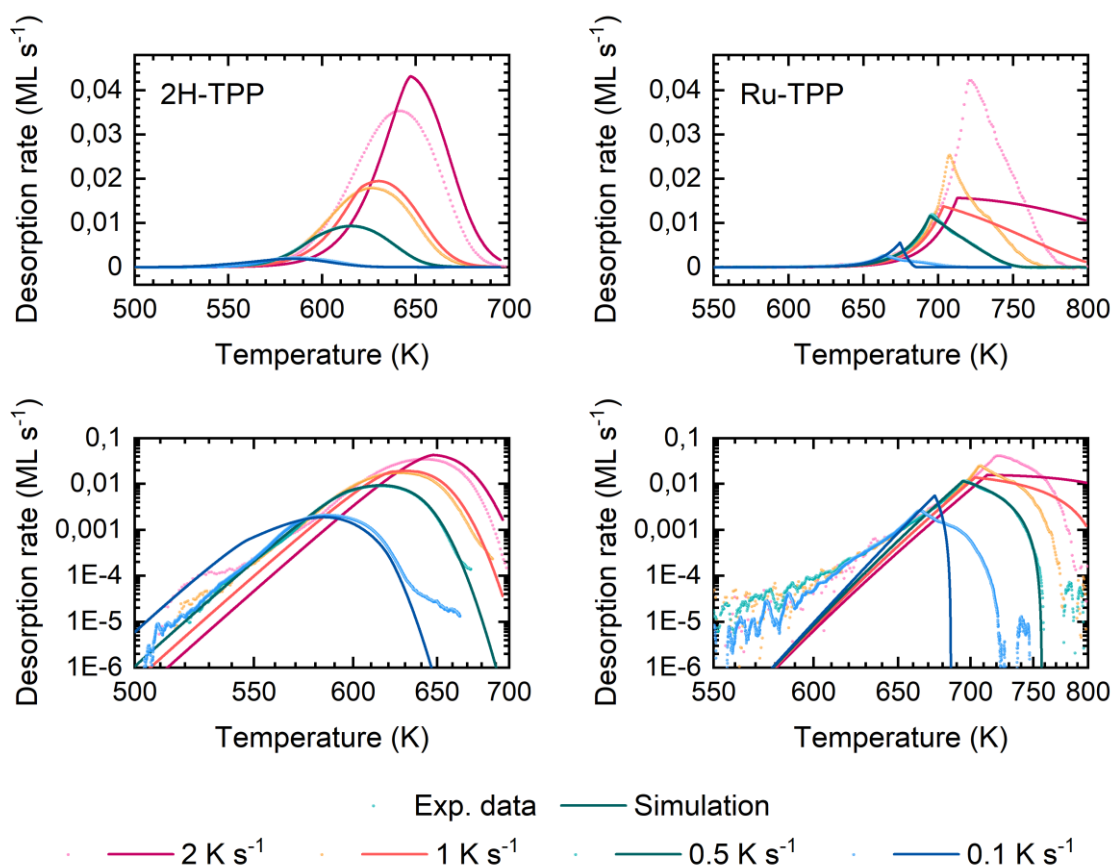 2H-TPP
Desorption rate (ML s⁻¹)
0,04
0,03
0,02
0,01
0
500 600 700
Temperature (K)
Ru-TPP
Desorption rate (ML s⁻¹)
0,04
0,03
0,02
0,01
0
550 600 650 700 750 800
Temperature (K)
Desorption rate (ML s⁻¹)
0,1
0,010
0,001
1E-4
1E-5
1E-6
500 550 600 650 700
Temperature (K)
Desorption rate (ML s⁻¹)
0,1
0,010
0,001
1E-4
1E-5
1E-6
550 600 650 700 750 800
Temperature (K)
Exp. data Simulation
2 K s⁻¹ 1 K s⁻¹ 0.5 K s⁻¹ 0.1 K s⁻¹